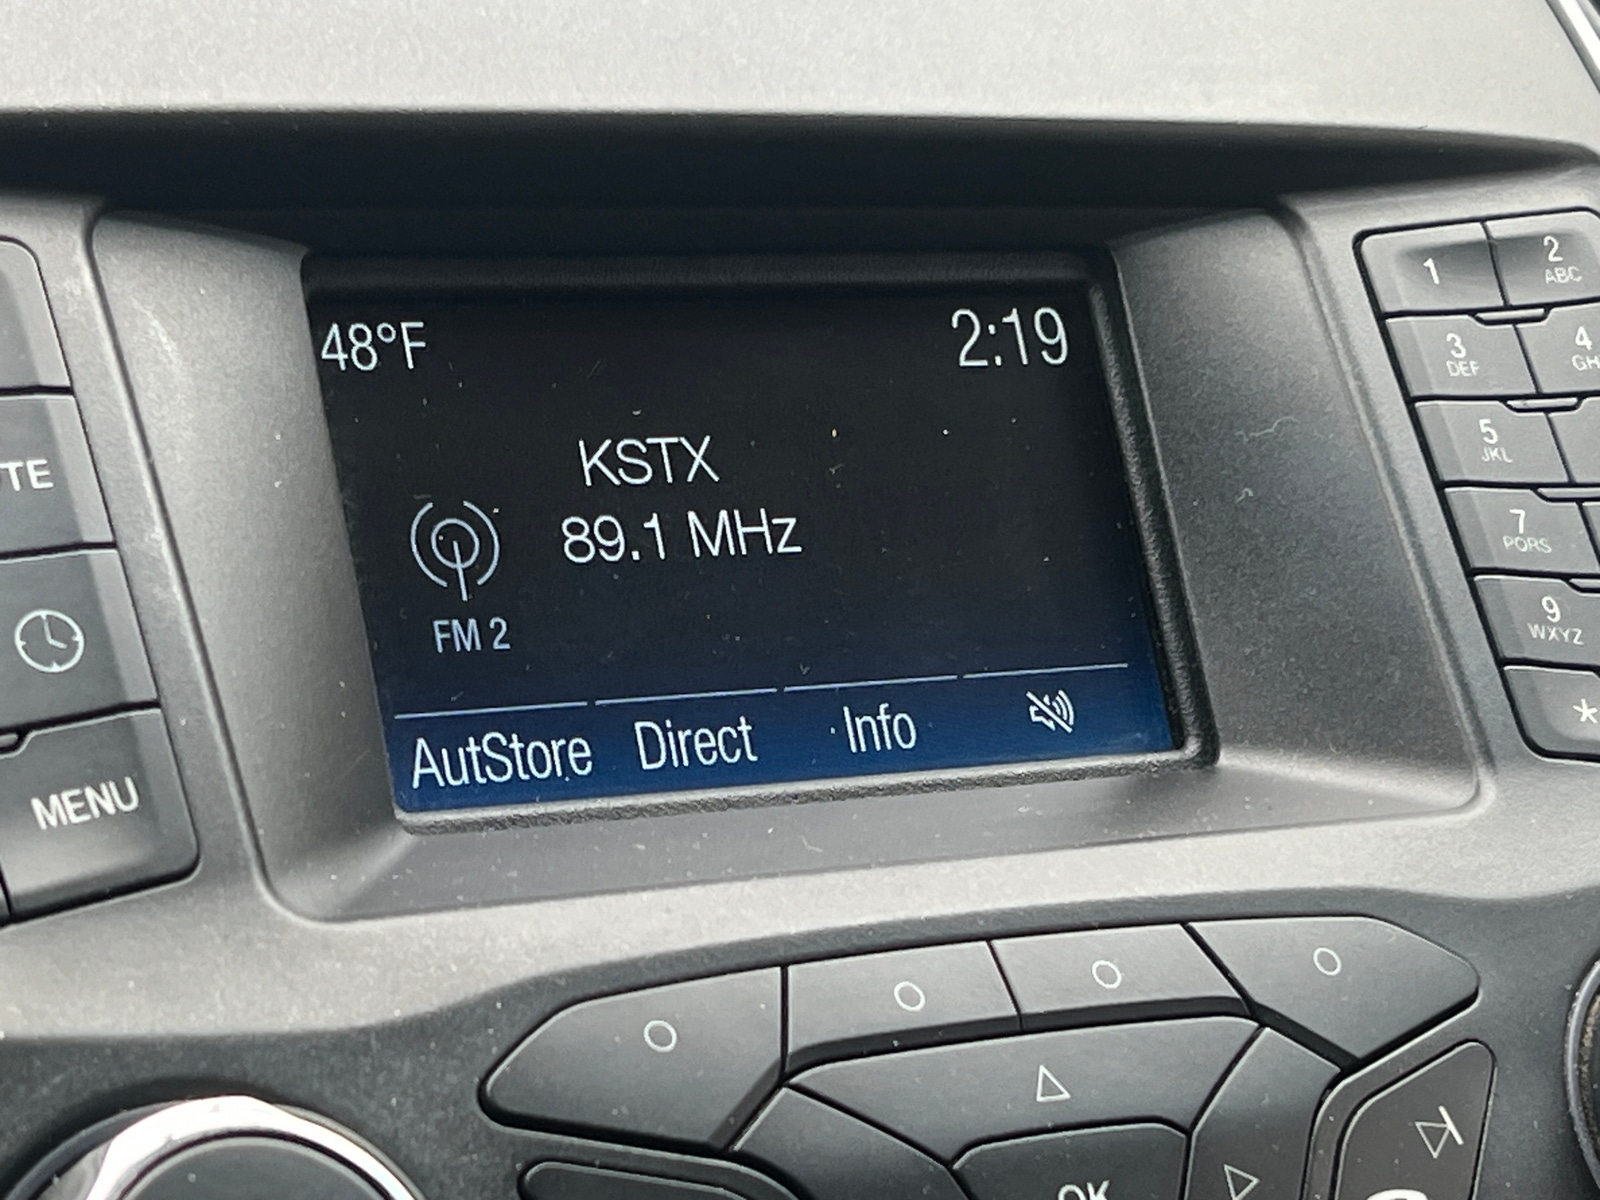 48°F
2:19
KSTX
89.1 MHz
FM 2
AutStore
Direct
Info
TE
MENU
1
2
ABC
3
DEF
4
GH
5
JKL
7
PQRS
9
WXYZ
*
OK